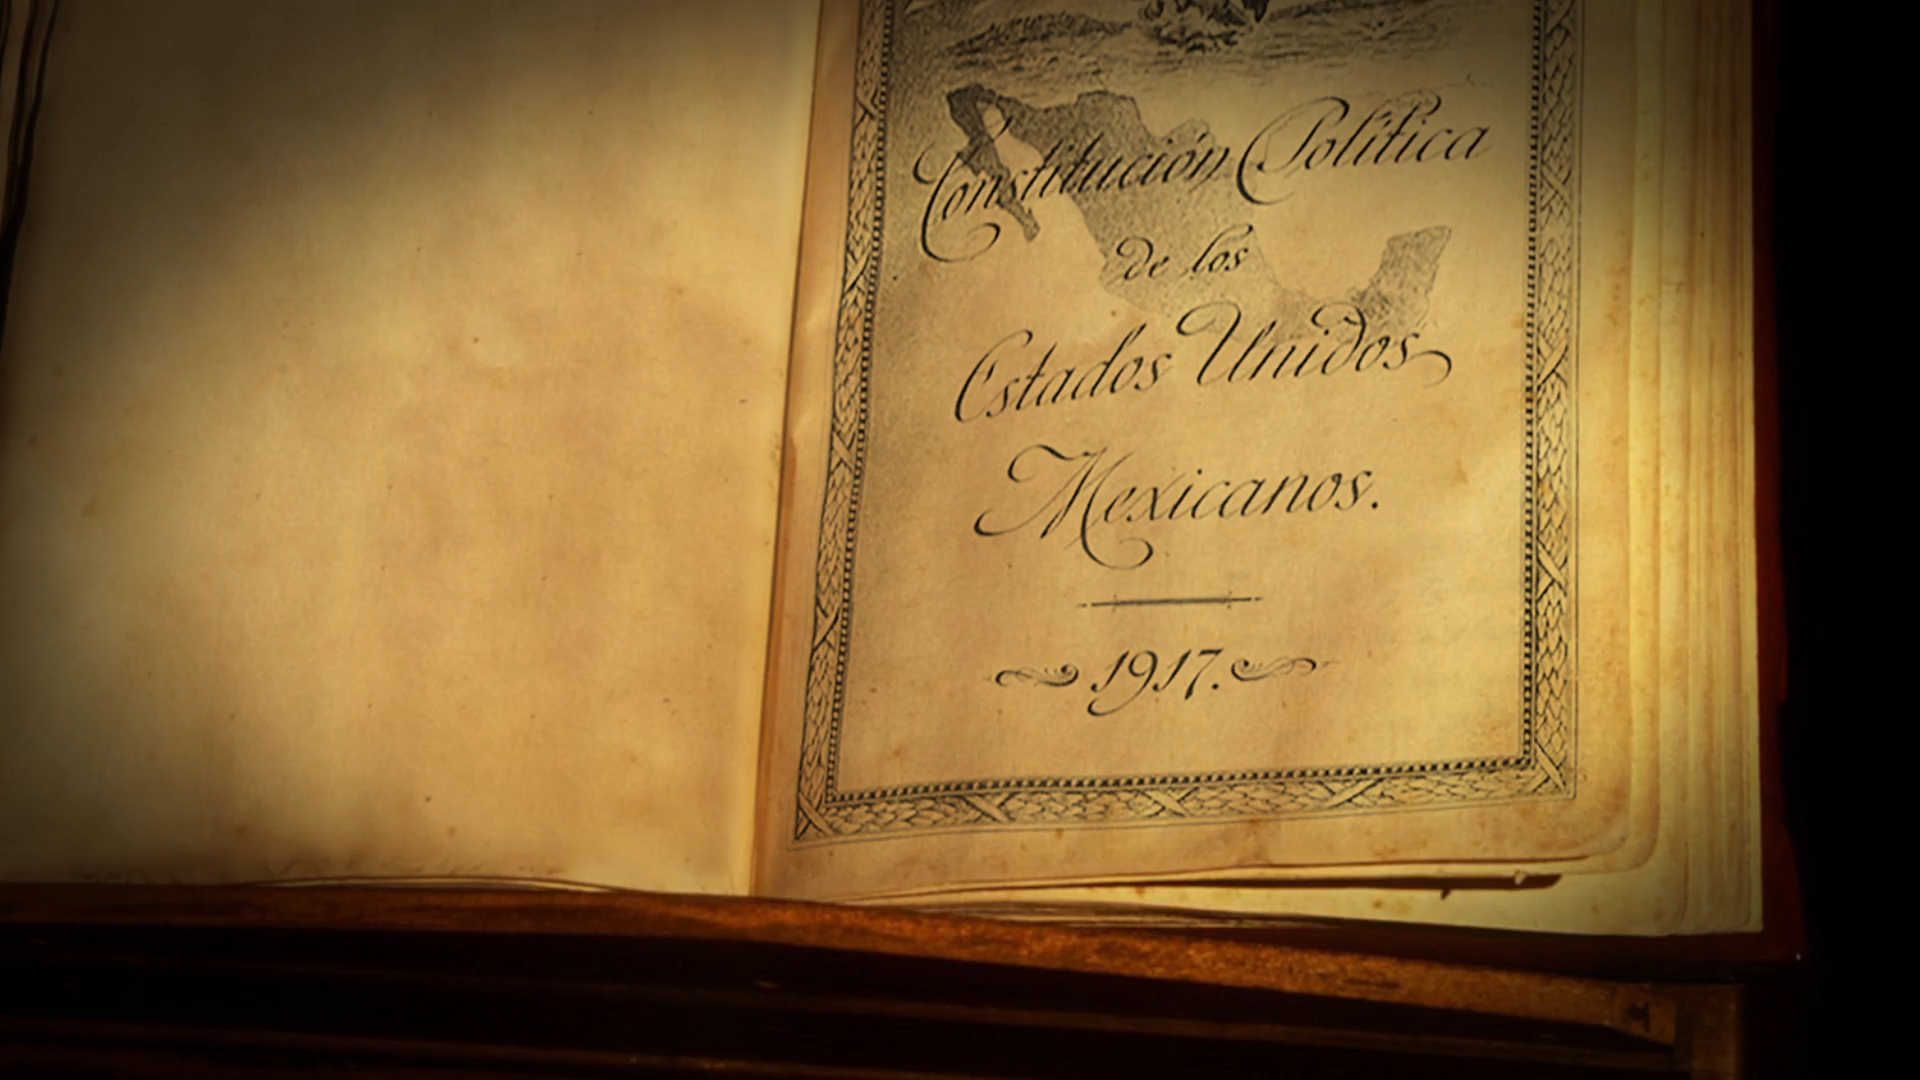 Constitución Política
de los
Estados Unidos
Mexicanos.
1917.